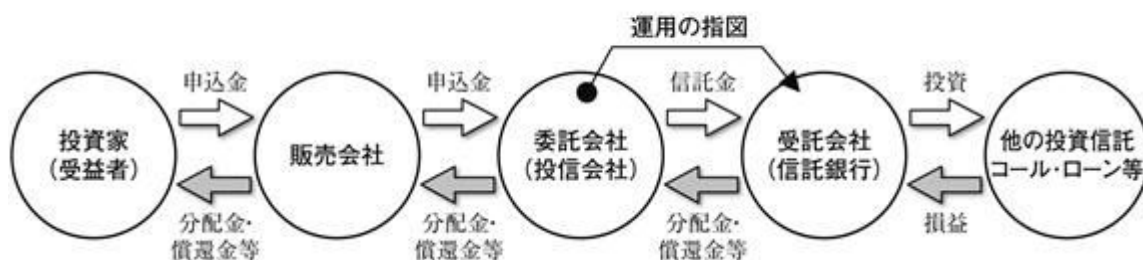 運用の指図
申込金
申込金
信託金
投資
投資家
(受益者)
販売会社
委託会社
(投信会社)
受託会社
(信託銀行)
他の投資信託
コール・ローン等
分配金・
償還金等
分配金・
償還金等
分配金・
償還金等
損益